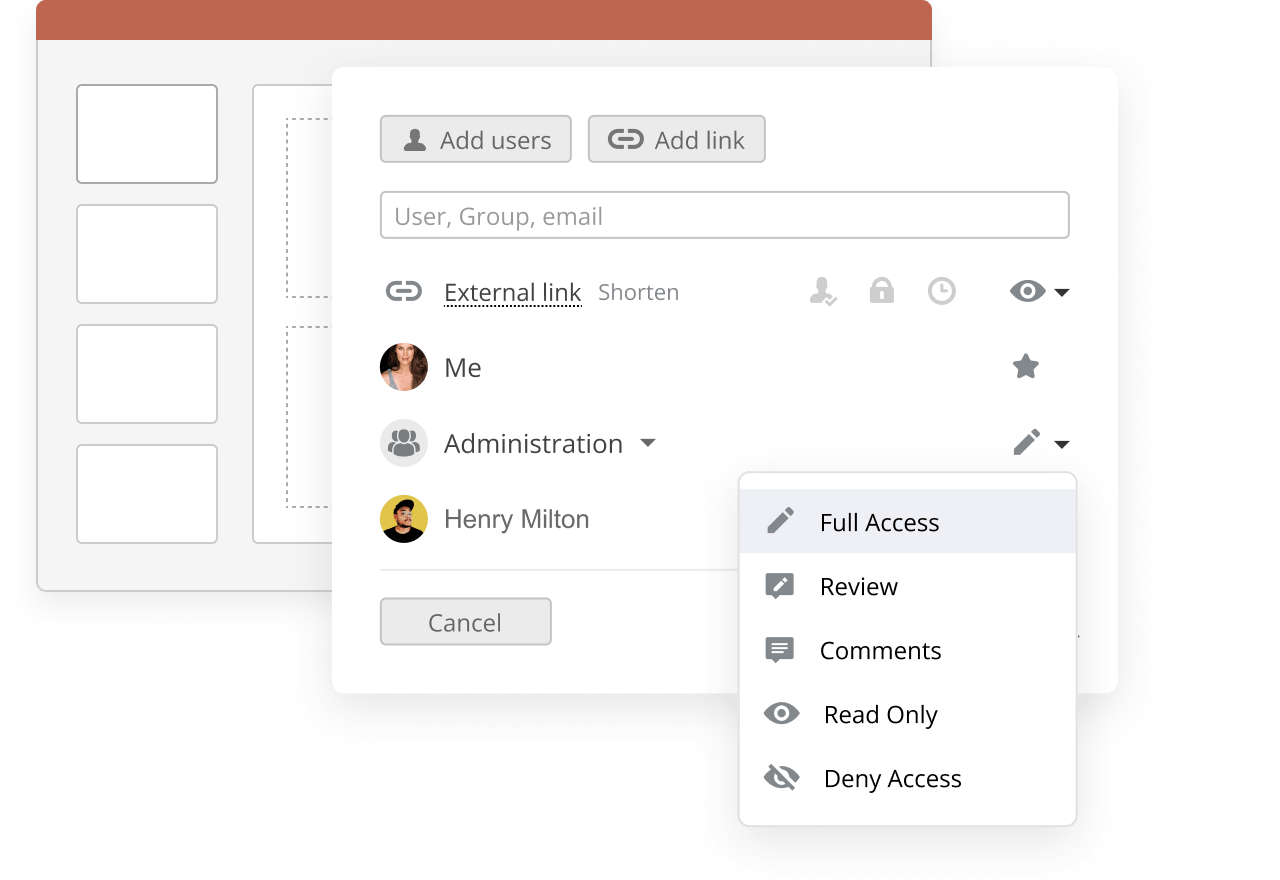 Add users
Add link
User, Group, email
External link Shorten
Me
Administration
Henry Milton
Full Access
Review
Comments
Read Only
Deny Access
Cancel